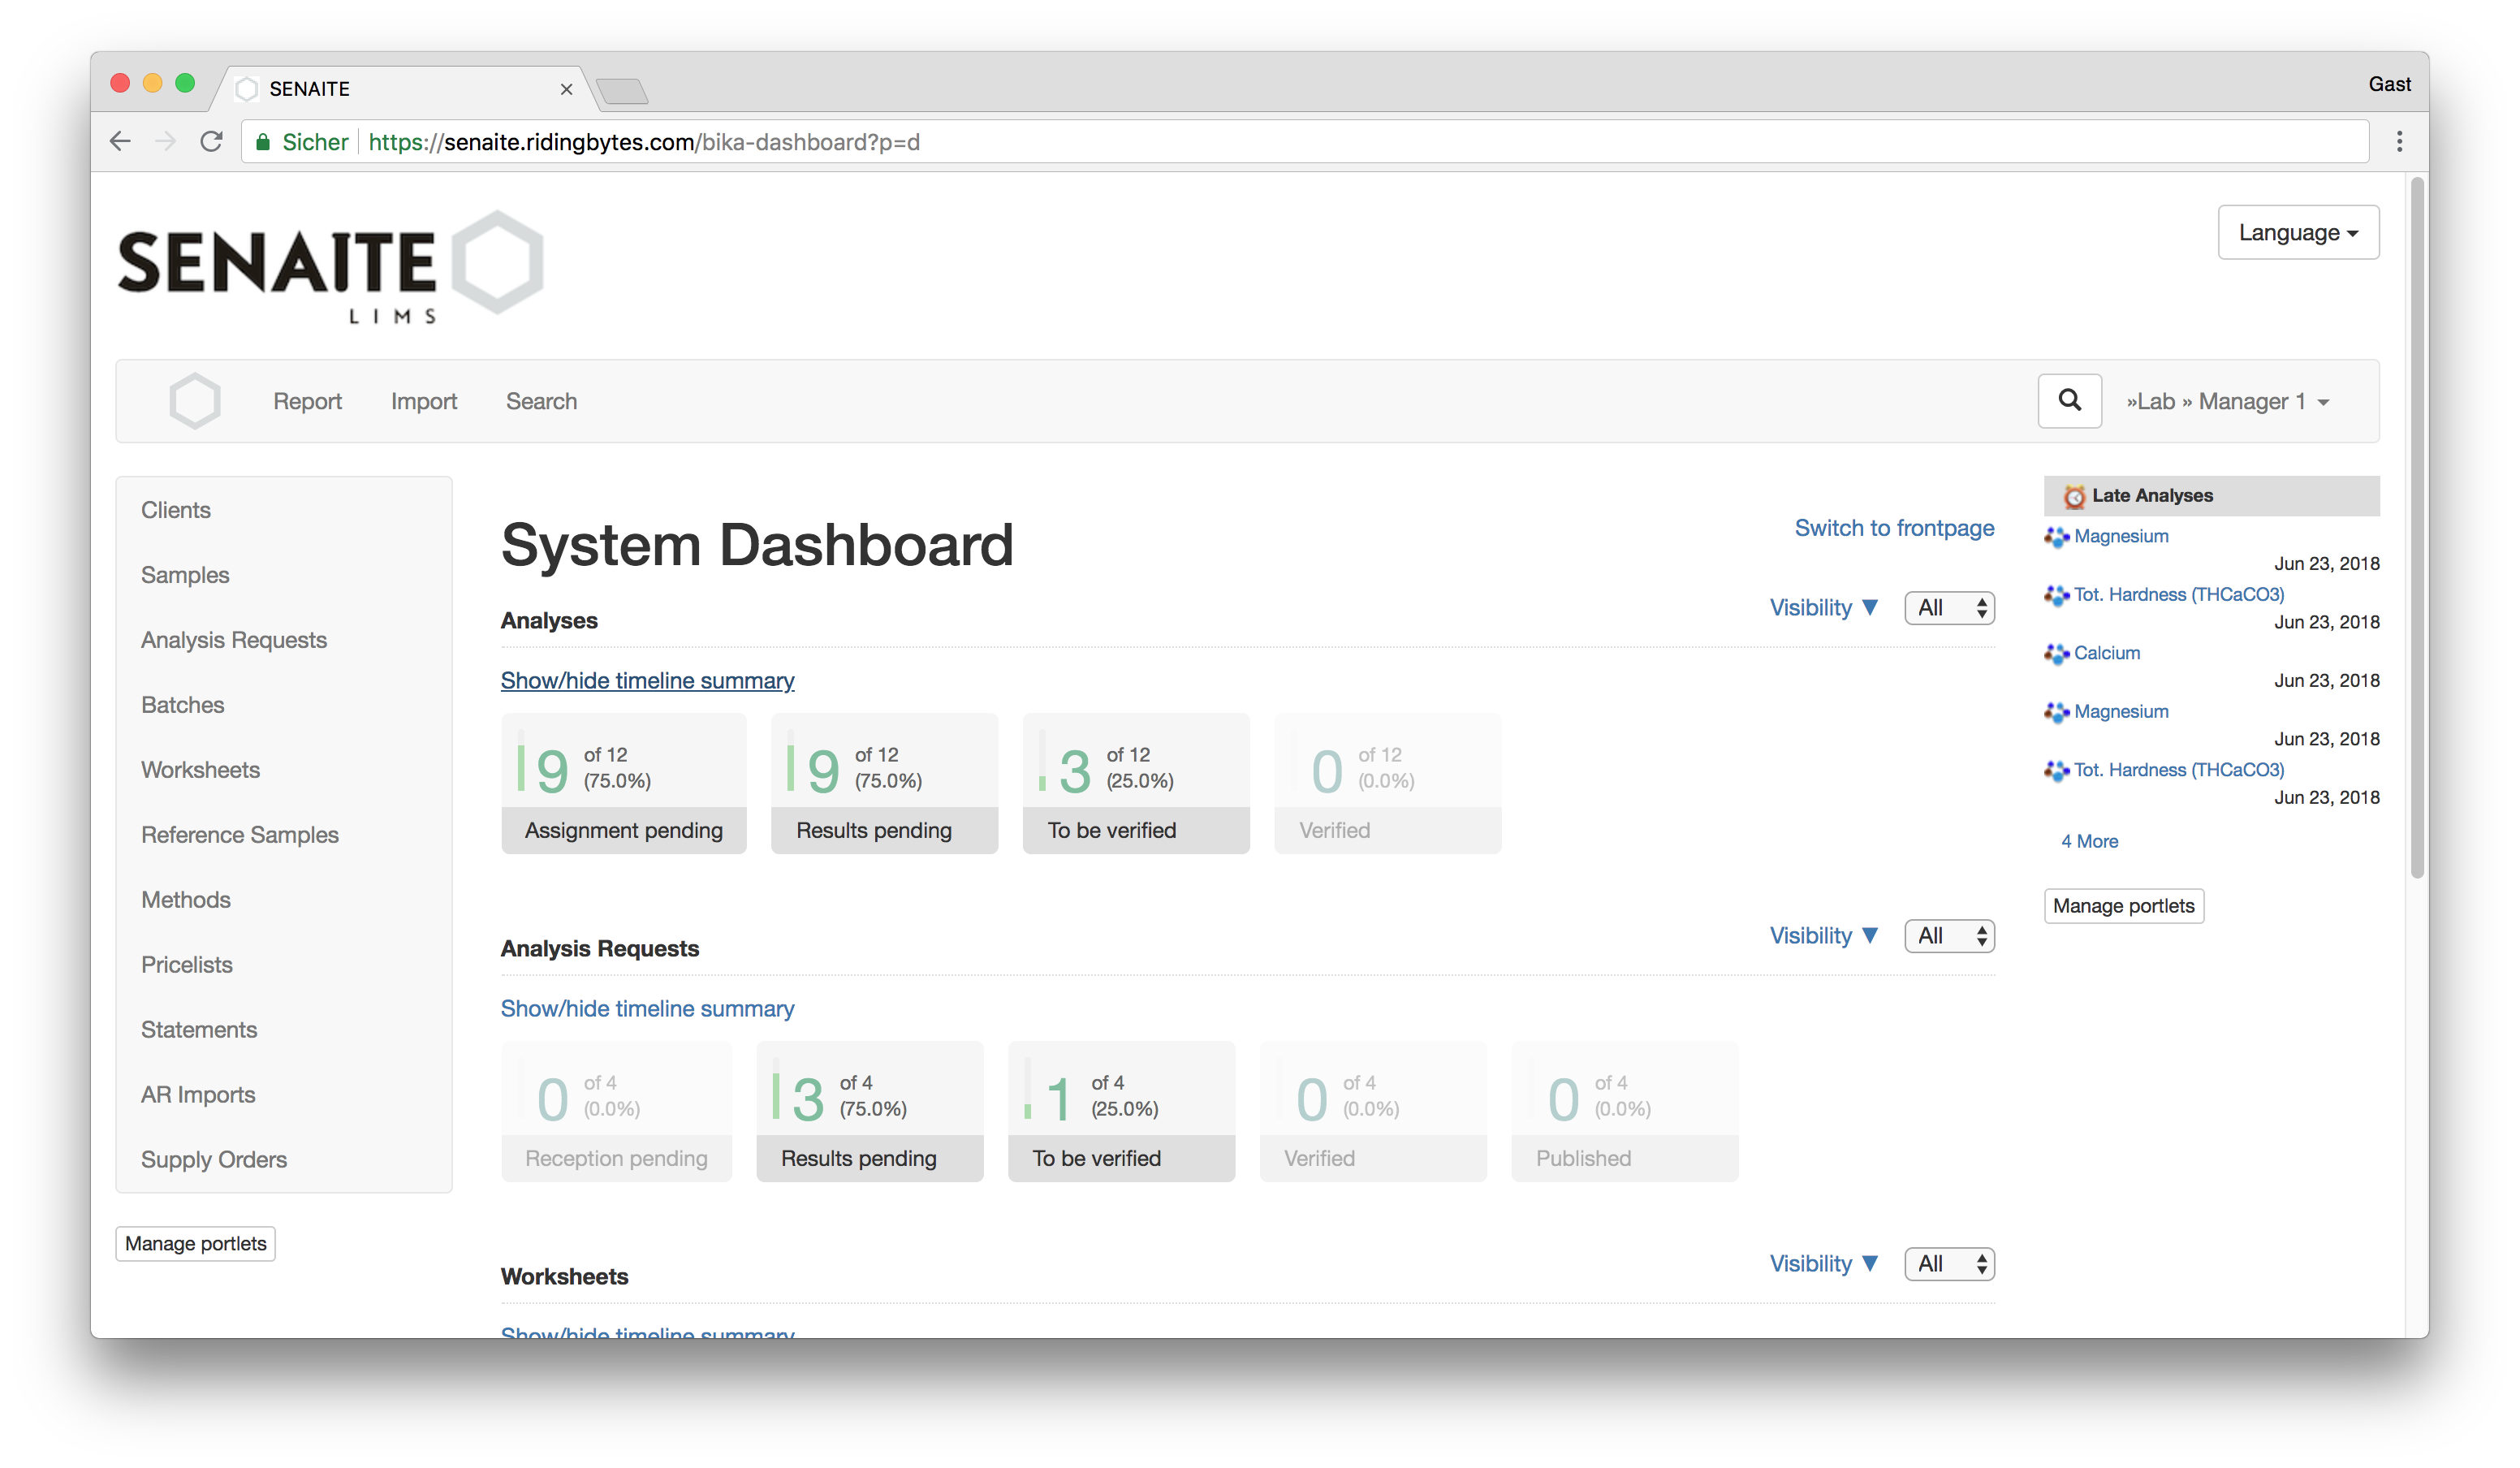 SENAITE
Gast
Sicher
https://senaite.ridingbytes.com/bika-dashboard?p=d
SENAITE
LIMS
Language
Report
Import
Search
»Lab » Manager 1
Clients
Samples
Analysis Requests
Batches
Worksheets
Reference Samples
Methods
Pricelists
Statements
AR Imports
Supply Orders
Manage portlets
System Dashboard
Switch to frontpage
Analyses
Visibility ▼
All
Show/hide timeline summary
9
of 12
(75.0%)
Assignment pending
9
of 12
(75.0%)
Results pending
3
of 12
(25.0%)
To be verified
0
of 12
(0.0%)
Verified
Analysis Requests
Visibility ▼
All
Show/hide timeline summary
0
of 4
(0.0%)
Reception pending
3
of 4
(75.0%)
Results pending
1
of 4
(25.0%)
To be verified
0
of 4
(0.0%)
Verified
0
of 4
(0.0%)
Published
Worksheets
Visibility ▼
All
Show/hide timeline summary
Late Analyses
Magnesium
Jun 23, 2018
Tot. Hardness (THCaCO3)
Jun 23, 2018
Calcium
Jun 23, 2018
Magnesium
Jun 23, 2018
Tot. Hardness (THCaCO3)
Jun 23, 2018
4 More
Manage portlets